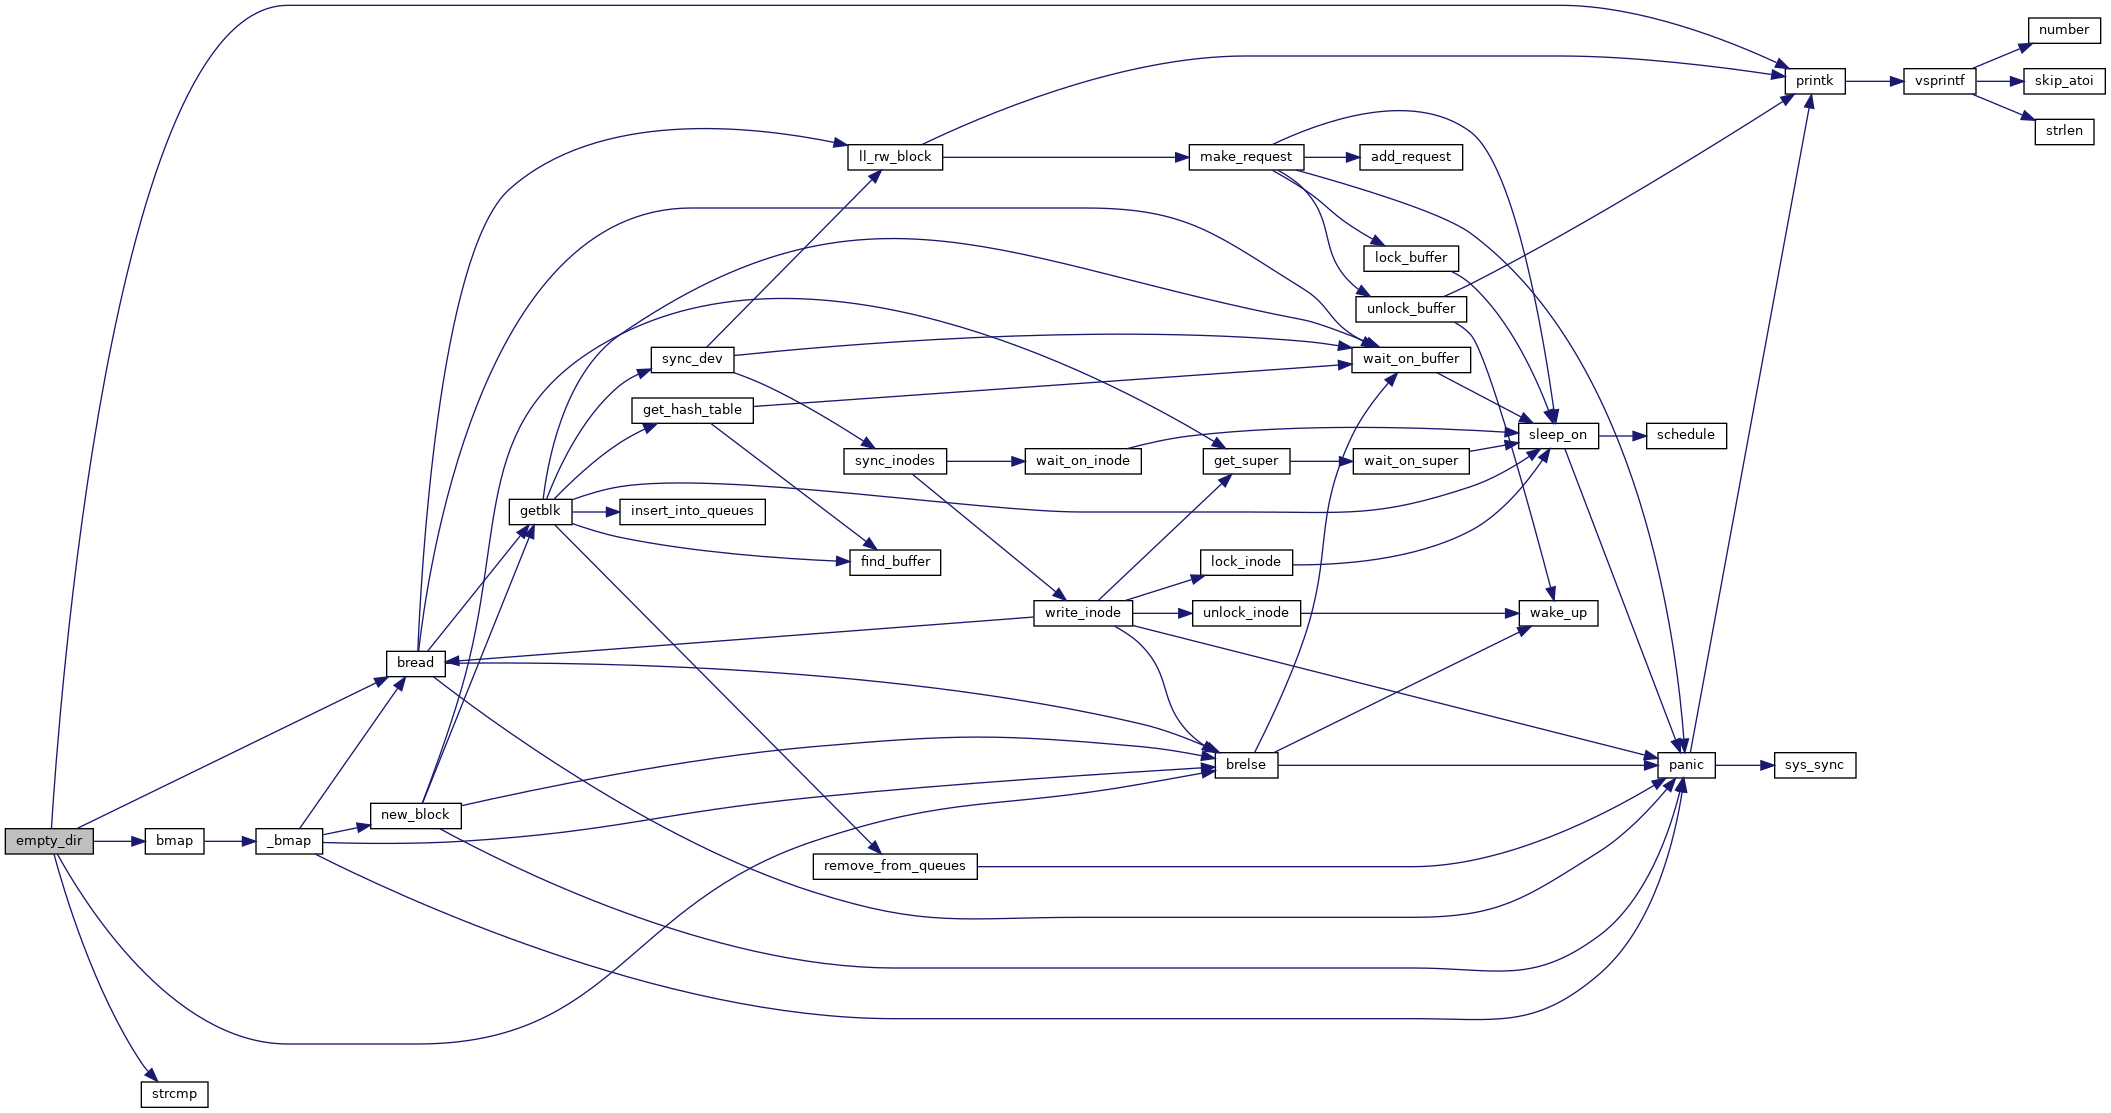 number
printk
vsprintf
skip_atoi
strlen
ll_rw_block
make_request
add_request
lock_buffer
unlock_buffer
sync_dev
wait_on_buffer
get_hash_table
sleep_on
schedule
sync_inodes
wait_on_inode
get_super
wait_on_super
getblk
insert_into_queues
find_buffer
lock_inode
write_inode
unlock_inode
wake_up
bread
brelse
panic
sys_sync
new_block
empty_dir
bmap
_bmap
remove_from_queues
strcmp